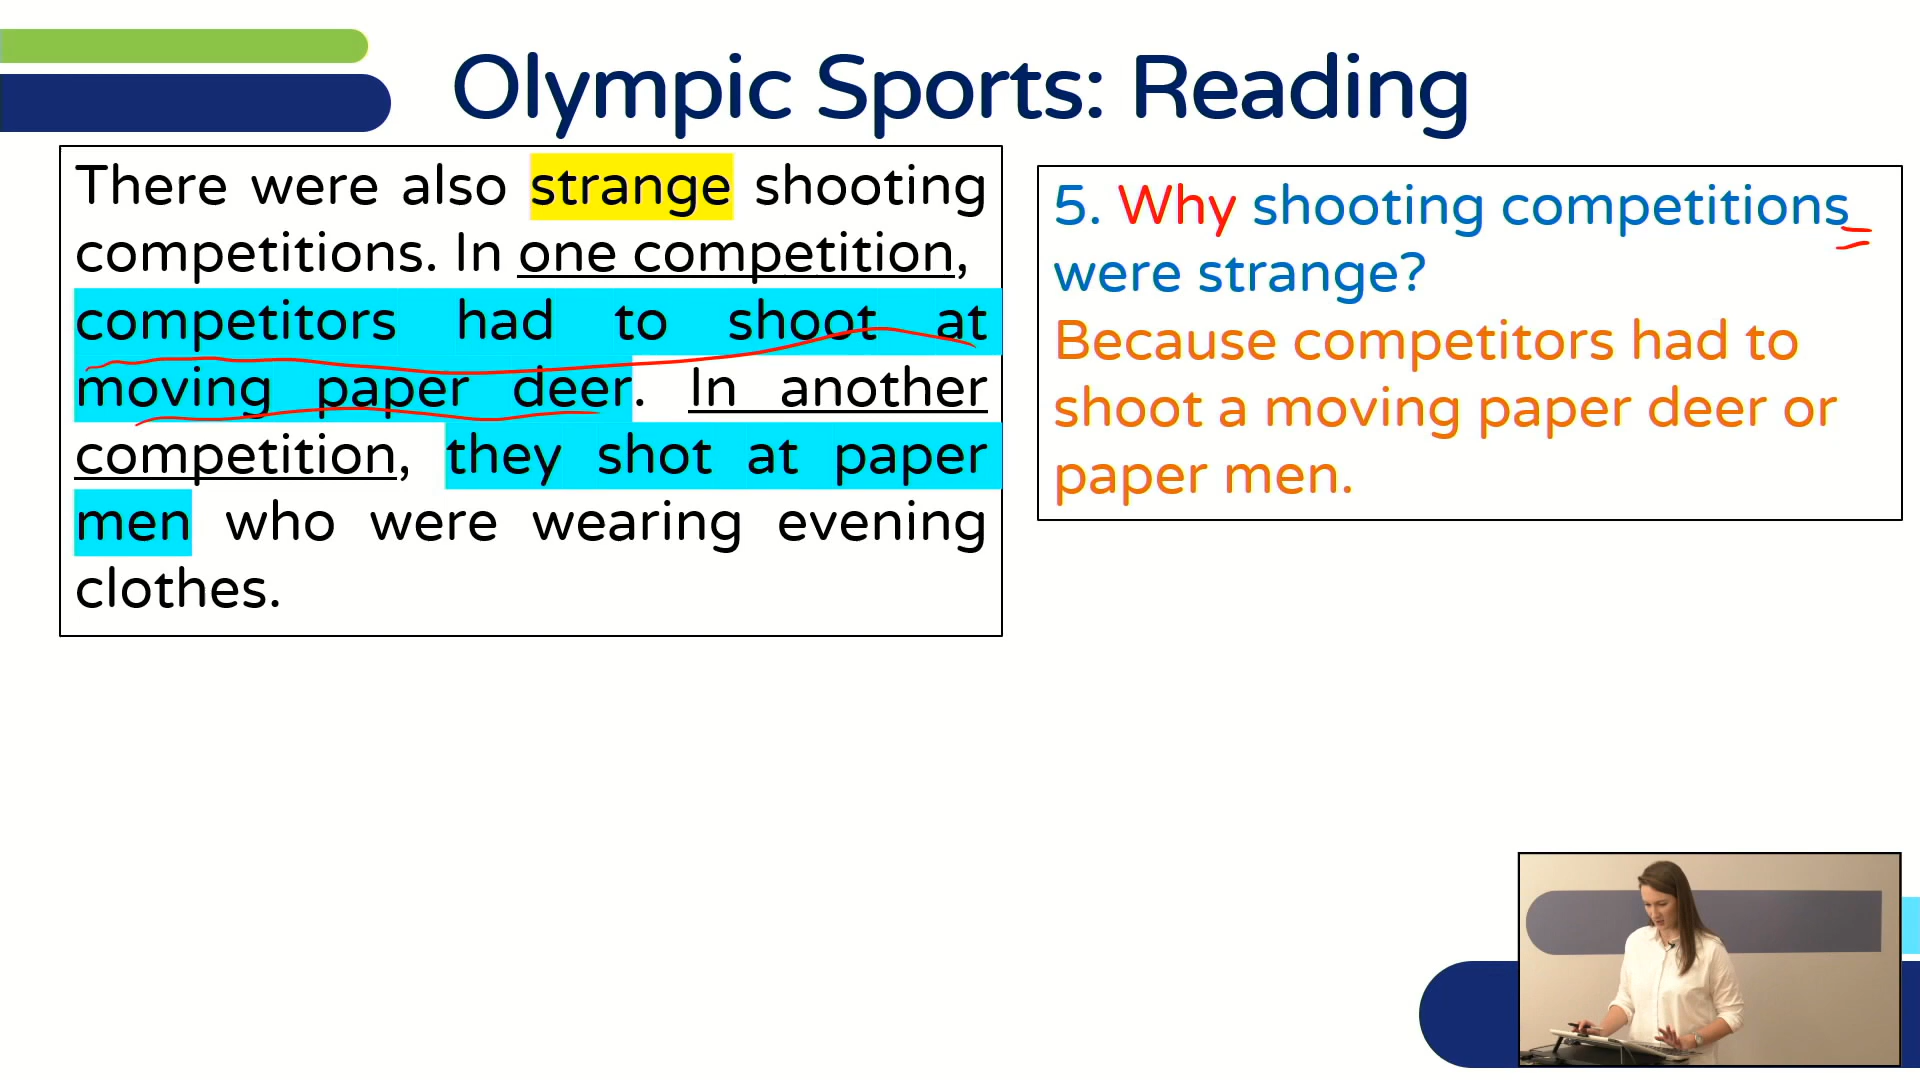 Olympic Sports: Reading
There were also strange shooting
competitions. In one competition,
competitors had to shoot at
moving paper deer. In another
competition, they shot at paper
men who were wearing evening
clothes.
5. Why shooting competitions
were strange?
Because competitors had to
shoot a moving paper deer or
paper men.